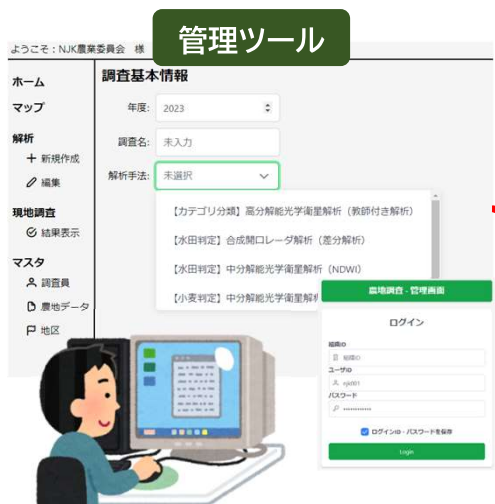 管理ツール
ようこそ：NJK農業委員会　様
ホーム
マップ
解析
＋ 新規作成
編集
現地調査
結果表示
マスタ
調査員
農地データ
地区
調査基本情報
年度: 2023
調査名: 未入力
解析手法: 未選択
【カテゴリ分類】高分解能光学衛星解析（教師付き解析）
【水田判定】合成開口レーダ解析（差分解析）
【水田判定】中分解能光学衛星解析（NDWI）
【小麦判定】中分解能光学衛星解析
農地調査 - 管理画面
ログイン
組織ID
組織ID
ユーザID
njk001
パスワード
ログインID・パスワードを保存
Login